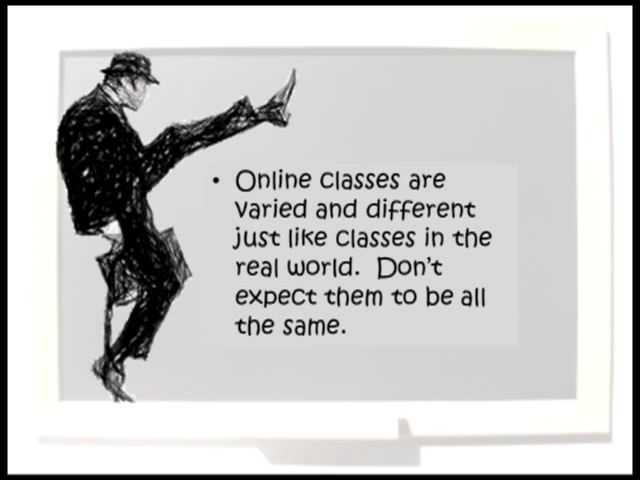 • Online classes are
varied and different
just like classes in the
real world.  Don't
expect them to be all
the same.